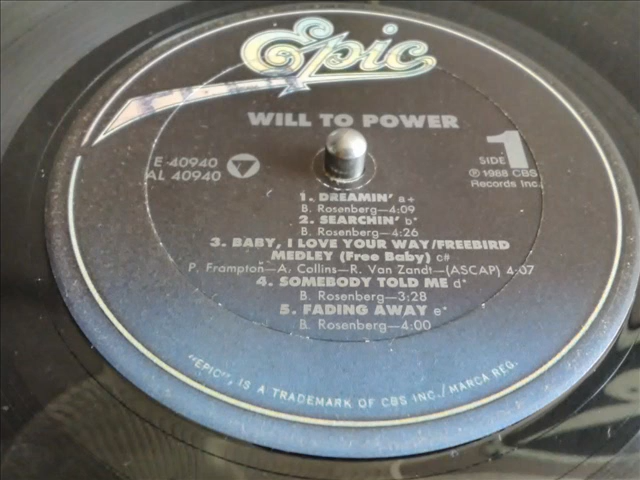 Epic
WILL TO POWER
E 40940
AL 40940
SIDE 1
℗ 1988 CBS
Records Inc.
1. DREAMIN' a+
B. Rosenberg—4:09
2. SEARCHIN' b*
B. Rosenberg—4:26
3. BABY, I LOVE YOUR WAY/FREEBIRD
MEDLEY (Free Baby) c#
P. Frampton—A. Collins—R. Van Zandt—(ASCAP) 4:07
4. SOMEBODY TOLD ME d*
B. Rosenberg—3:28
5. FADING AWAY e*
B. Rosenberg—4:00
"EPIC", IS A TRADEMARK OF CBS INC./MARCA REG.